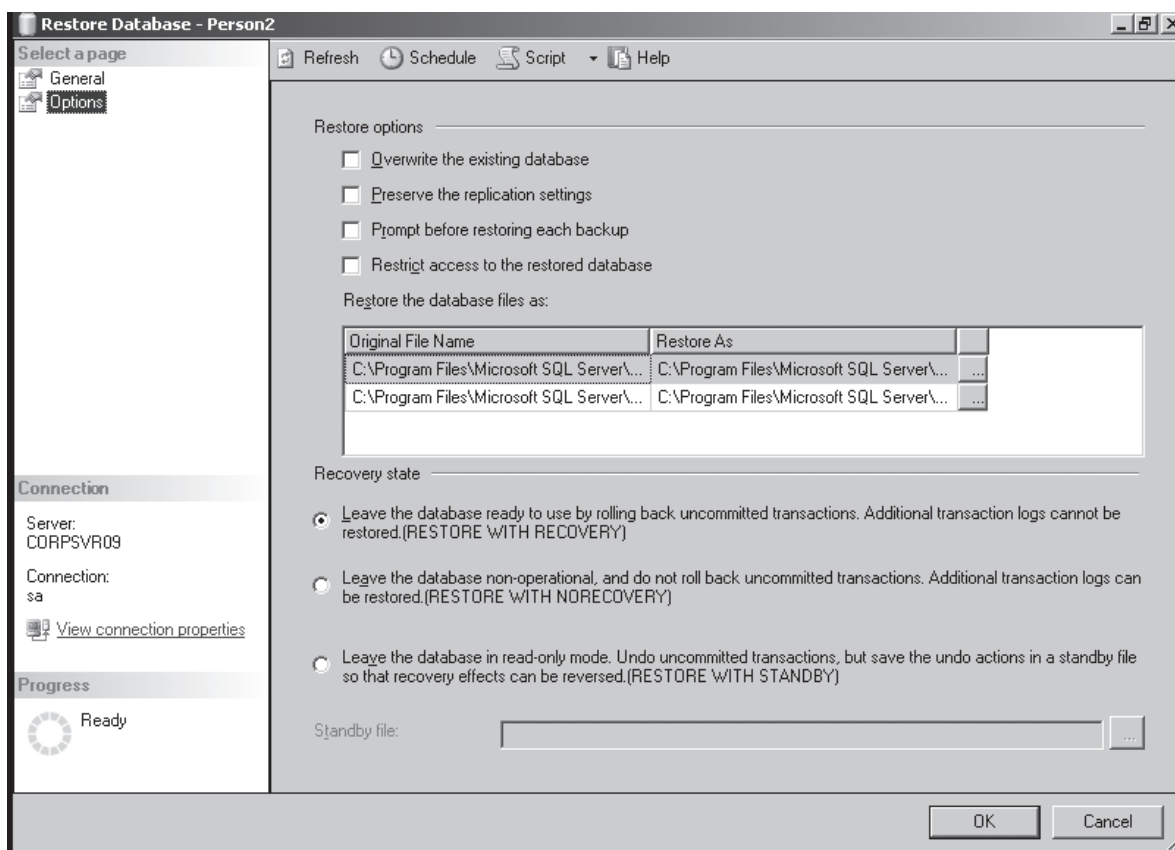 Restore Database - Person2
Select a page
General
Options
Refresh
Schedule
Script
Help
Restore options
Overwrite the existing database
Preserve the replication settings
Prompt before restoring each backup
Restrict access to the restored database
Restore the database files as:
Original File Name
Restore As
C:\Program Files\Microsoft SQL Server\...
C:\Program Files\Microsoft SQL Server\...
...
C:\Program Files\Microsoft SQL Server\...
C:\Program Files\Microsoft SQL Server\...
...
Recovery state
Leave the database ready to use by rolling back uncommitted transactions. Additional transaction logs cannot be
restored.(RESTORE WITH RECOVERY)
Leave the database non-operational, and do not roll back uncommitted transactions. Additional transaction logs can
be restored.(RESTORE WITH NORECOVERY)
Leave the database in read-only mode. Undo uncommitted transactions, but save the undo actions in a standby file
so that recovery effects can be reversed.(RESTORE WITH STANDBY)
Standby file:
...
Connection
Server:
CORPSVR09
Connection:
sa
View connection properties
Progress
Ready
OK
Cancel